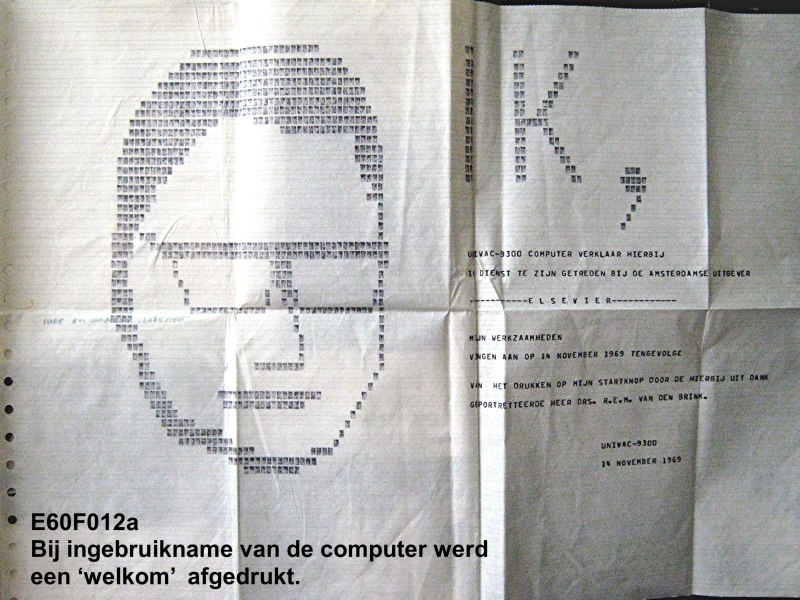 IK,
UNIVAC-9300 COMPUTER VERKLAAR HIERBIJ
IN DIENST TE ZIJN GETREDEN BIJ DE AMSTERDAMSE UITGEVER
-----------ELSEVIER------------
MIJN WERKZAAMHEDEN
VINGEN AAN OP 14 NOVEMBER 1969 TENGEVOLGE
VAN HET DRUKKEN OP MIJN STARTKNOP DOOR DE HIERBIJ UIT DANK
GEPORTRETTEERDE HEER DRS. R.E.M. VAN DEN BRINK.
UNIVAC-9300
14 NOVEMBER 1969
E60F012a
Bij ingebruikname van de computer werd
een ‘welkom’ afgedrukt.